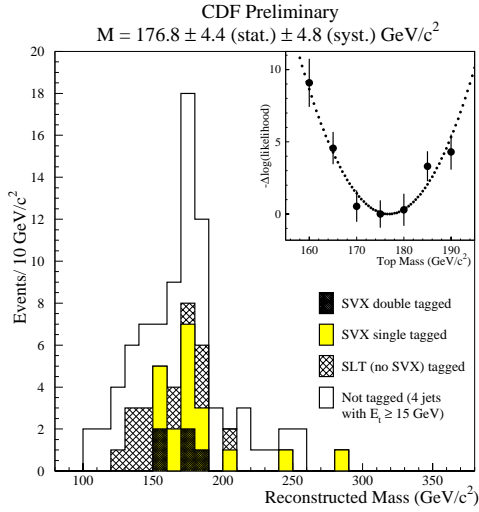 CDF Preliminary
M = 176.8 ± 4.4 (stat.) ± 4.8 (syst.) GeV/c²
Events/ 10 GeV/c²
20
18
16
14
12
10
8
6
4
2
0
100 150 200 250 300 350
Reconstructed Mass (GeV/c²)
-Δlog(likelihood)
10
5
0
160 170 180 190
Top Mass (GeV/c²)
SVX double tagged
SVX single tagged
SLT (no SVX) tagged
Not tagged (4 jets
with Eₜ ≥ 15 GeV)